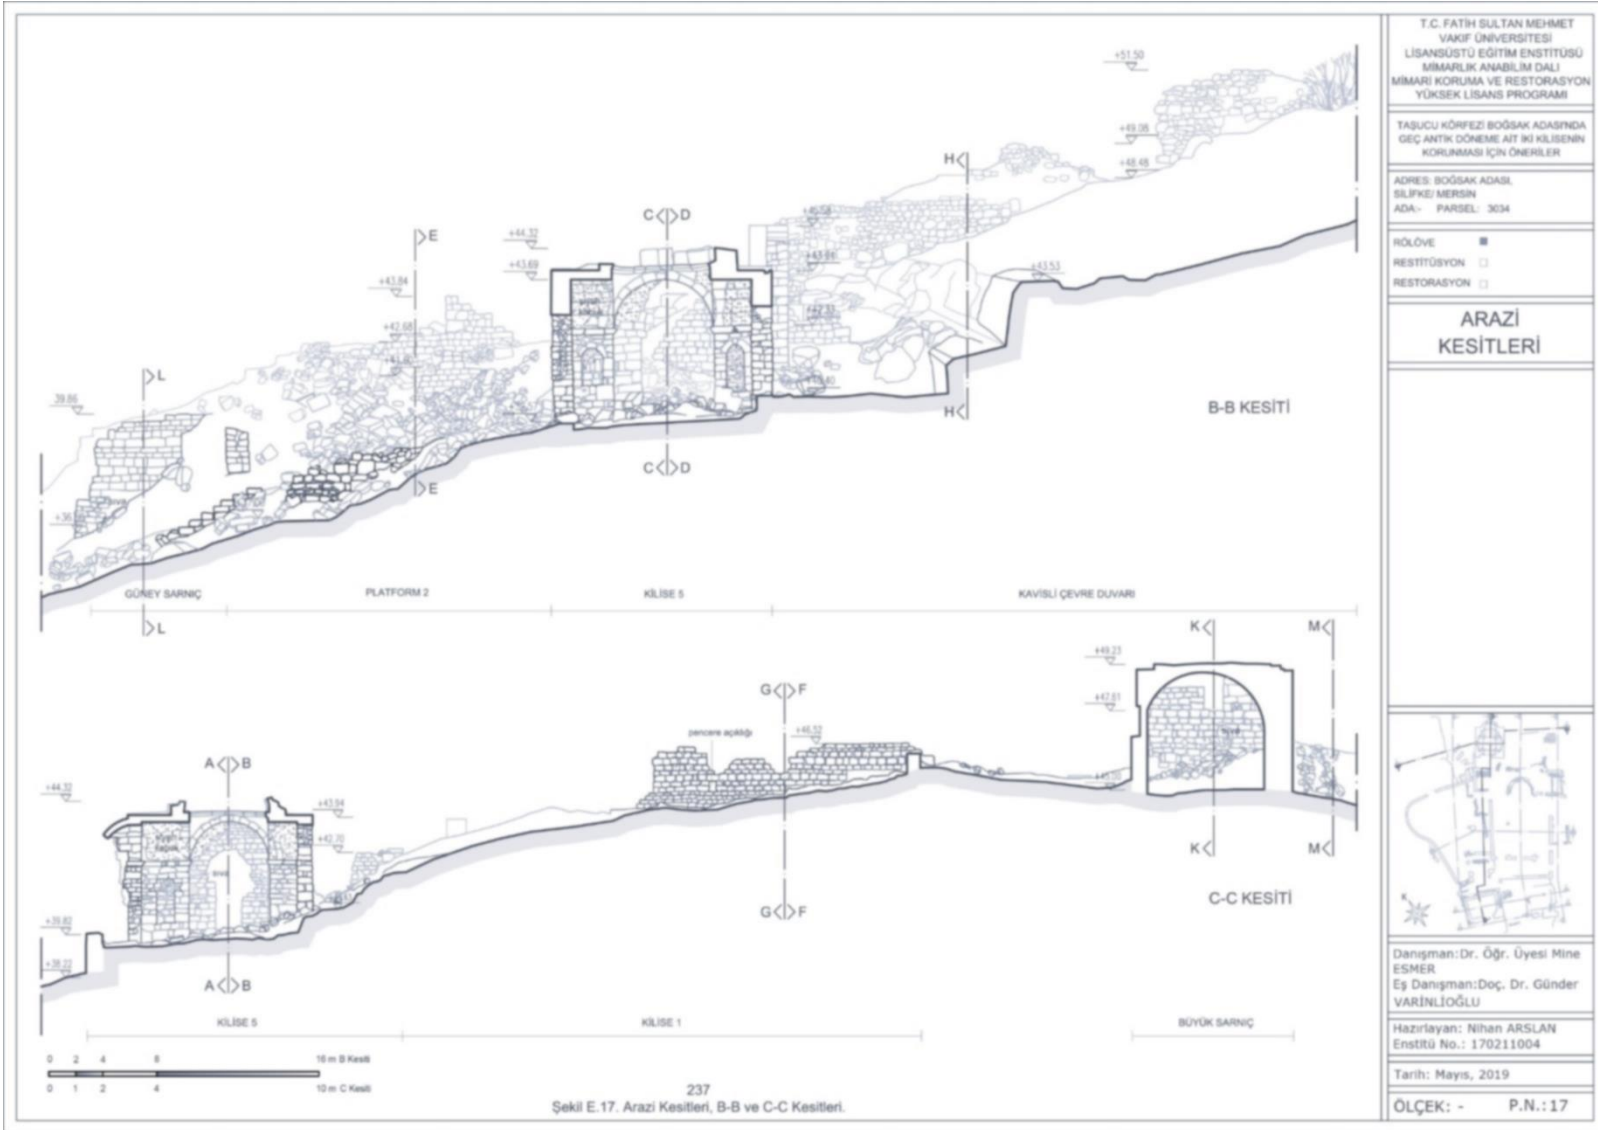 +51.50
+49.08
+48.48
H
C D
E
+44.32
+43.69
+43.84
+42.68
+43.53
L
39.86
H
B-B KESİTİ
C D
E
GÜNEY SARNIÇ
PLATFORM 2
KİLİSE 5
KAVİSLİ ÇEVRE DUVARI
L
K
M
+49.23
+47.61
G F
pencere açıklığı
+46.52
A B
+44.32
+43.94
+42.70
K
M
C-C KESİTİ
G F
+39.82
+38.22
A B
KİLİSE 5
KİLİSE 1
BÜYÜK SARNIÇ
0 2 4 8 16 m B Kesiti
0 1 2 4 10 m C Kesiti
237
Şekil E.17. Arazi Kesitleri, B-B ve C-C Kesitleri.
T.C. FATİH SULTAN MEHMET
VAKIF ÜNİVERSİTESİ
LİSANSÜSTÜ EĞİTİM ENSTİTÜSÜ
MİMARLIK ANABİLİM DALI
MİMARİ KORUMA VE RESTORASYON
YÜKSEK LİSANS PROGRAMI
TAŞUCU KÖRFEZİ BOĞSAK ADASI'NDA
GEÇ ANTİK DÖNEME AİT İKİ KİLİSENİN
KORUNMASI İÇİN ÖNERİLER
ADRES: BOĞSAK ADASI,
SİLİFKE/ MERSİN
ADA:- PARSEL: 3034
RÖLÖVE
RESTİTÜSYON
RESTORASYON
ARAZİ
KESİTLERİ
K
Danışman:Dr. Öğr. Üyesi Mine
ESMER
Eş Danışman:Doç. Dr. Günder
VARİNLİOĞLU
Hazırlayan: Nihan ARSLAN
Enstitü No.: 170211004
Tarih: Mayıs, 2019
ÖLÇEK: - P.N.: 17